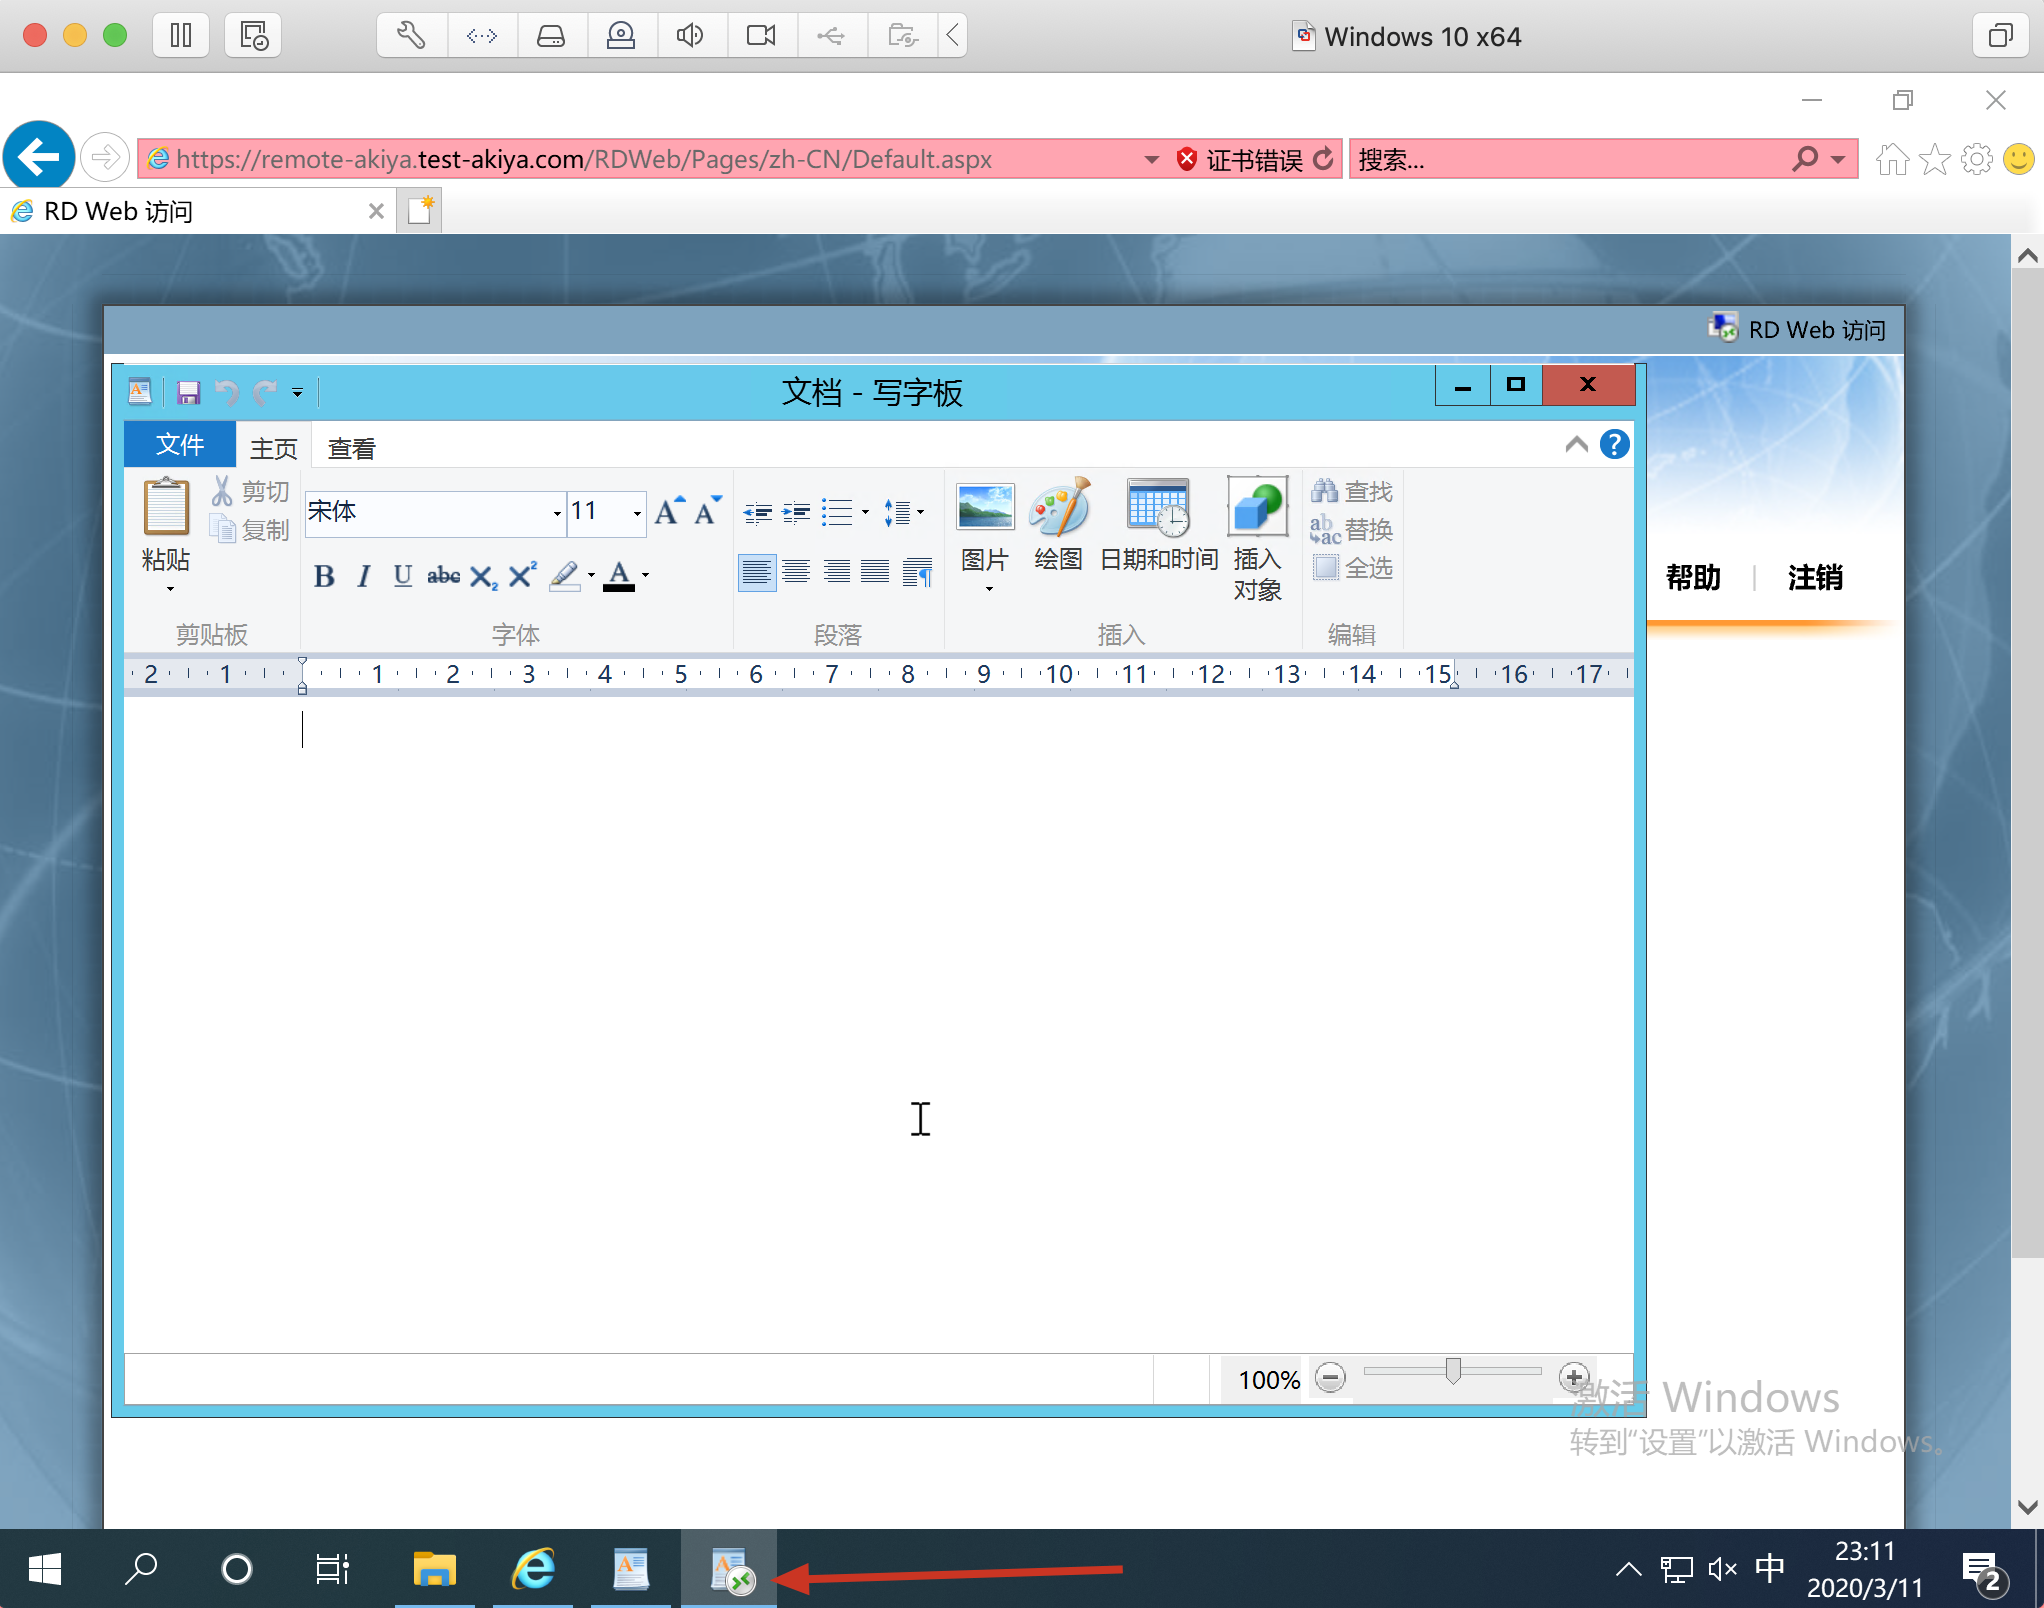 Windows 10 x64
https://remote-akiya.test-akiya.com/RDWeb/Pages/zh-CN/Default.aspx
证书错误
搜索...
RD Web 访问
RD Web 访问
文档 - 写字板
文件
主页
查看
粘贴
剪切
复制
剪贴板
宋体
11
B I U abc X₂ X² A
字体
段落
图片
绘图
日期和时间
插入
对象
插入
查找
替换
全选
编辑
帮助
注销
2 1 1 2 3 4 5 6 7 8 9 10 11 12 13 14 15 16 17
100%
激活 Windows
转到“设置”以激活 Windows。
中
23:11
2020/3/11
2